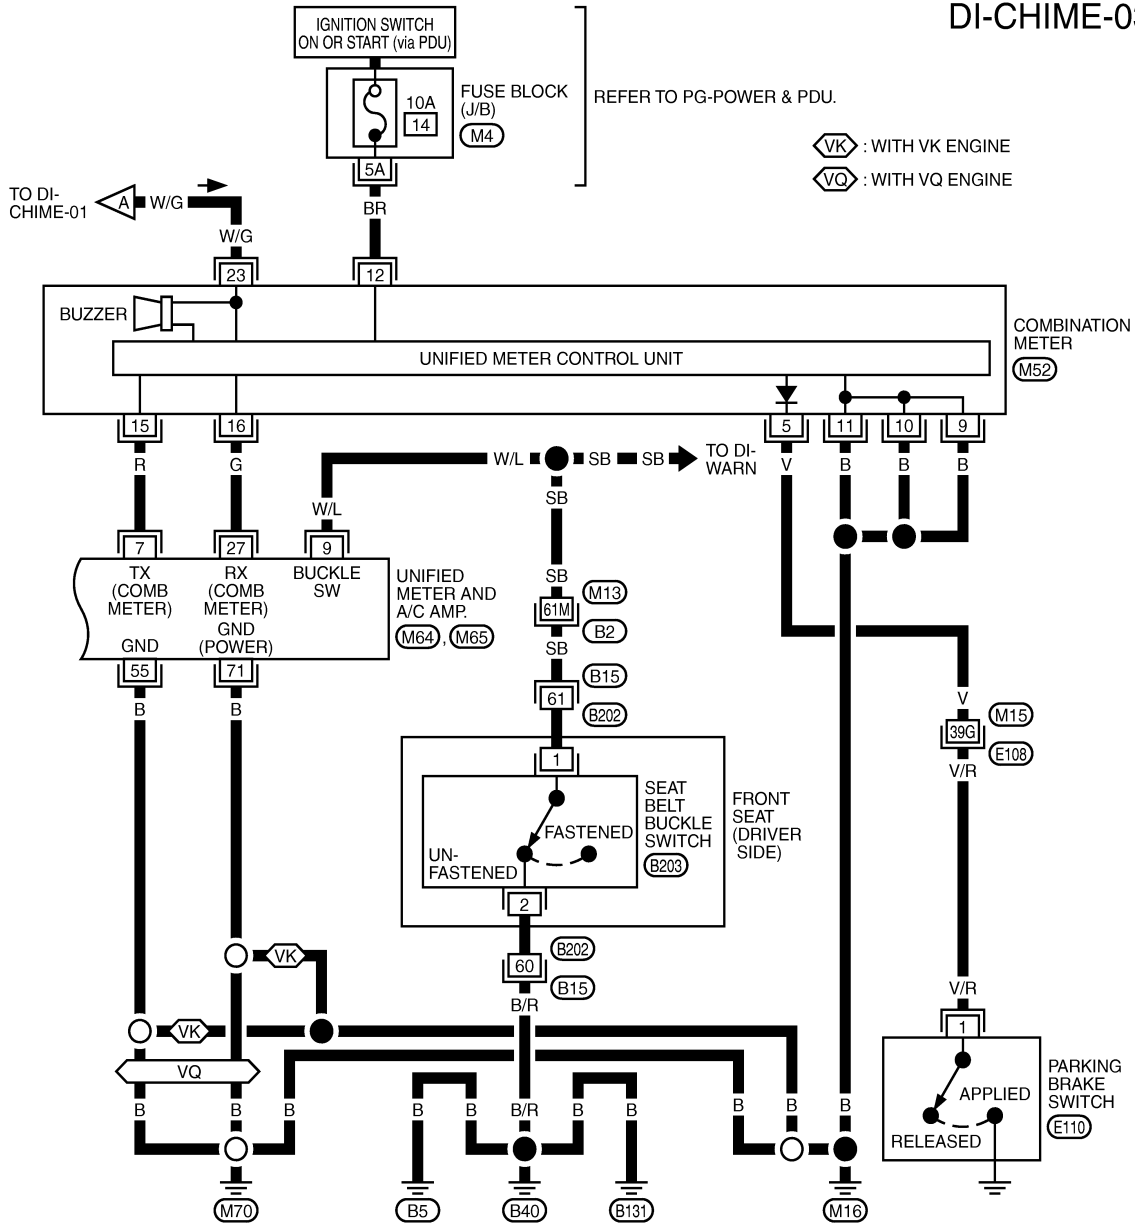 DI-CHIME-03
IGNITION SWITCH
ON OR START (via PDU)
10A
14
FUSE BLOCK
(J/B)
M4
REFER TO PG-POWER & PDU.
VK : WITH VK ENGINE
VQ : WITH VQ ENGINE
5A
BR
TO DI-
CHIME-01
A
W/G
W/G
23
12
BUZZER
UNIFIED METER CONTROL UNIT
COMBINATION
METER
M52
15
16
5
11
10
9
R
G
W/L
SB
SB
TO DI-
WARN
V
B
B
B
W/L
SB
7
27
9
TX
(COMB
METER)
RX
(COMB
METER)
BUCKLE
SW
GND
GND
(POWER)
UNIFIED
METER AND
A/C AMP.
M64 , M65
55
71
B
B
SB
61M
M13
B2
SB
61
B15
B202
1
SEAT
BELT
BUCKLE
SWITCH
B203
FASTENED
UN-
FASTENED
FRONT
SEAT
(DRIVER
SIDE)
2
60
B202
B15
B/R
V
39G
M15
E108
V/R
V/R
1
PARKING
BRAKE
SWITCH
E110
APPLIED
RELEASED
VK
VK
VQ
B
B
B
B
B
B/R
B
B
B
B
B
M70
B5
B40
B131
M16